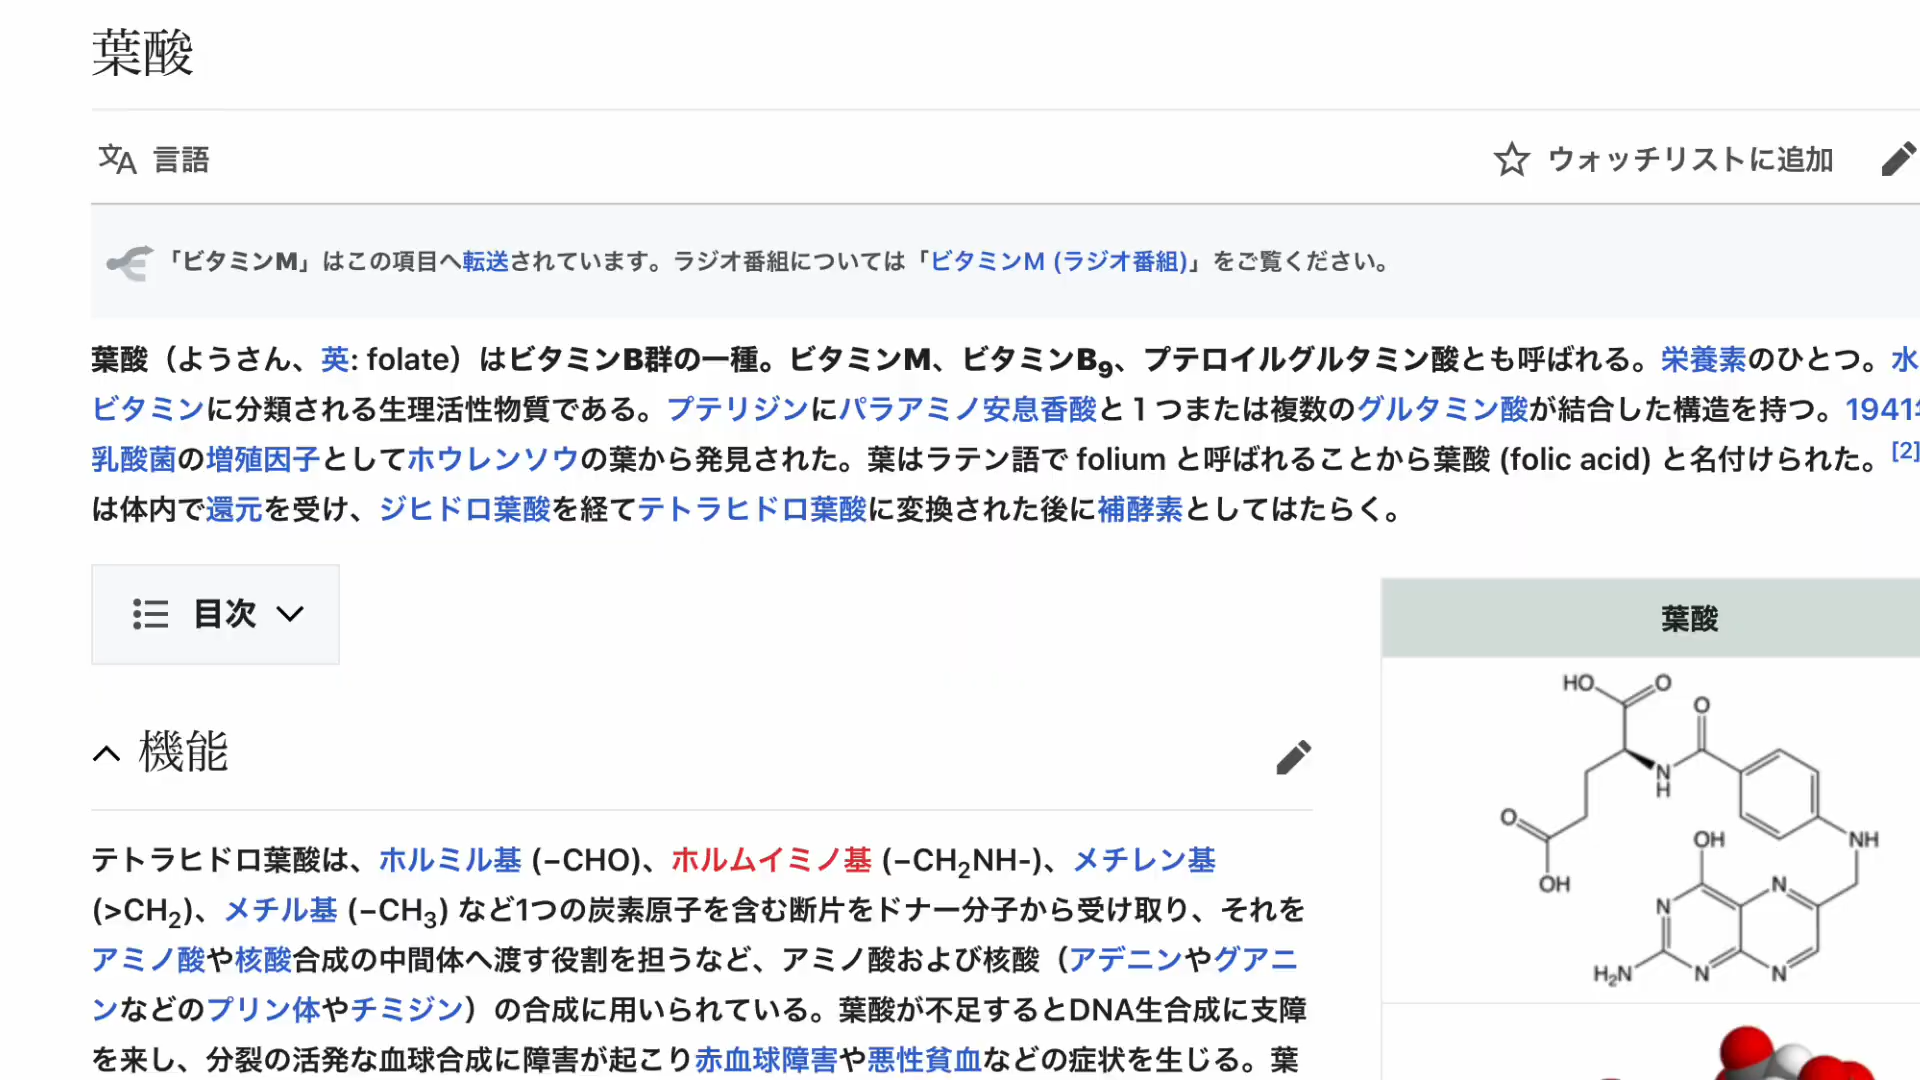 葉酸
文A 言語
ウォッチリストに追加
「ビタミンM」はこの項目へ転送されています。ラジオ番組については「ビタミンM (ラジオ番組)」をご覧ください。
葉酸（ようさん、英: folate）はビタミンB群の一種。ビタミンM、ビタミンB₉、プテロイルグルタミン酸とも呼ばれる。栄養素のひとつ。水
ビタミンに分類される生理活性物質である。プテリジンにパラアミノ安息香酸と1つまたは複数のグルタミン酸が結合した構造を持つ。1941年
乳酸菌の増殖因子としてホウレンソウの葉から発見された。葉はラテン語で folium と呼ばれることから葉酸 (folic acid) と名付けられた。[2]
は体内で還元を受け、ジヒドロ葉酸を経てテトラヒドロ葉酸に変換された後に補酵素としてはたらく。
目次
葉酸
HO O
O
N
H
O
OH
NH
OH
N
N
H₂N N N
機能
テトラヒドロ葉酸は、ホルミル基 (−CHO)、ホルムイミノ基 (−CH₂NH-)、メチレン基
(>CH₂)、メチル基 (−CH₃) など1つの炭素原子を含む断片をドナー分子から受け取り、それを
アミノ酸や核酸合成の中間体へ渡す役割を担うなど、アミノ酸および核酸（アデニンやグアニ
ンなどのプリン体やチミジン）の合成に用いられている。葉酸が不足するとDNA生合成に支障
を来し、分裂の活発な血球合成に障害が起こり赤血球障害や悪性貧血などの症状を生じる。葉